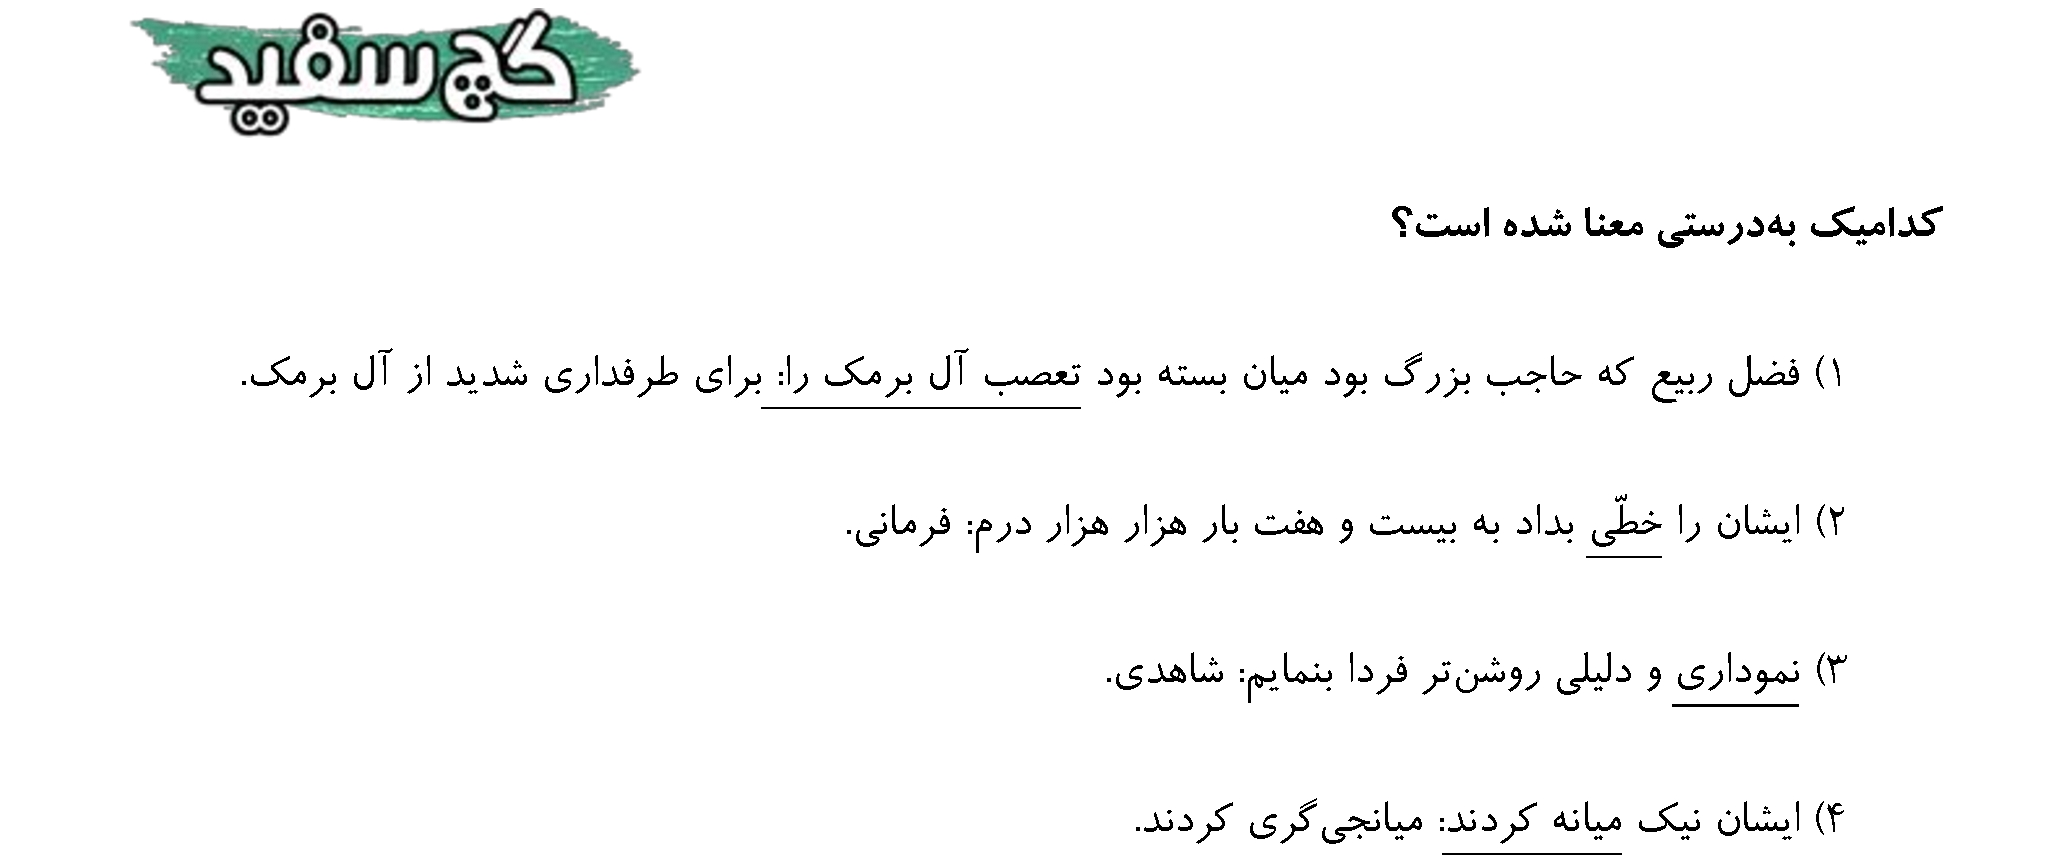 گچ سفید
کدامیک به‌درستی معنا شده است؟
۱) فضل ربیع که حاجب بزرگ بود میان بسته بود تعصب آل برمک را: برای طرفداری شدید از آل برمک.
۲) ایشان را خطّی بداد به بیست و هفت بار هزار هزار درم: فرمانی.
۳) نموداری و دلیلی روشن‌تر فردا بنمایم: شاهدی.
۴) ایشان نیک میانه کردند: میانجی‌گری کردند.